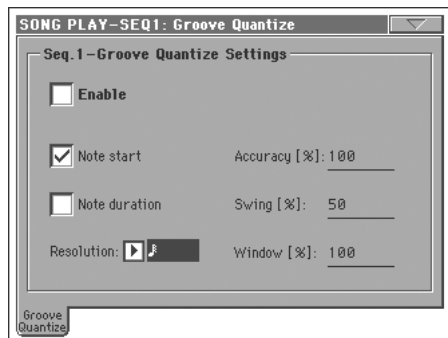 SONG PLAY-SEQ1: Groove Quantize
Seq.1-Groove Quantize Settings
Enable
Note start
Accuracy [%]: 100
Note duration
Swing [%]: 50
Resolution:
Window [%]: 100
Groove
Quantize